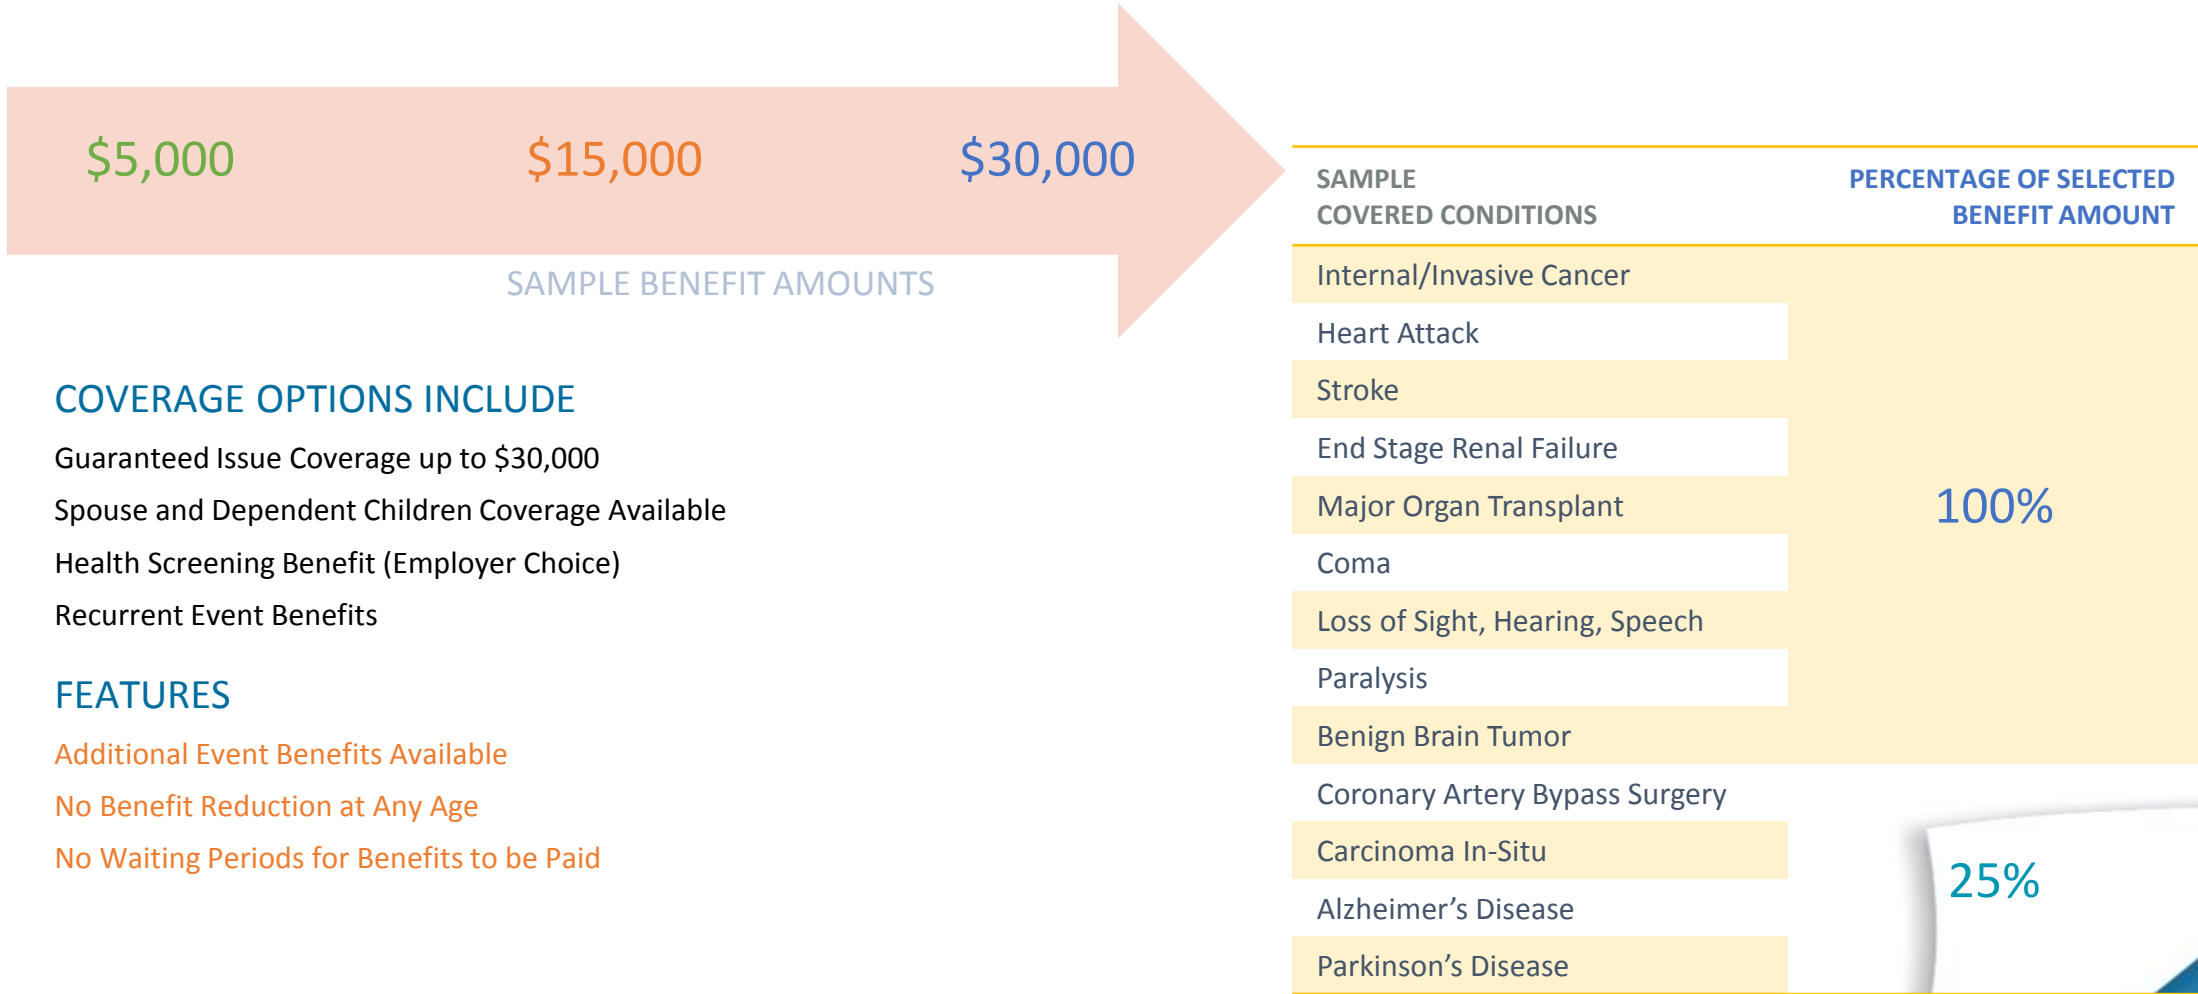 $5,000
$15,000
$30,000
SAMPLE BENEFIT AMOUNTS
COVERAGE OPTIONS INCLUDE
Guaranteed Issue Coverage up to $30,000
Spouse and Dependent Children Coverage Available
Health Screening Benefit (Employer Choice)
Recurrent Event Benefits
FEATURES
Additional Event Benefits Available
No Benefit Reduction at Any Age
No Waiting Periods for Benefits to be Paid
SAMPLE
COVERED CONDITIONS
PERCENTAGE OF SELECTED
BENEFIT AMOUNT
Internal/Invasive Cancer
Heart Attack
Stroke
End Stage Renal Failure
Major Organ Transplant
Coma
Loss of Sight, Hearing, Speech
Paralysis
Benign Brain Tumor
100%
Coronary Artery Bypass Surgery
Carcinoma In-Situ
Alzheimer’s Disease
Parkinson’s Disease
25%